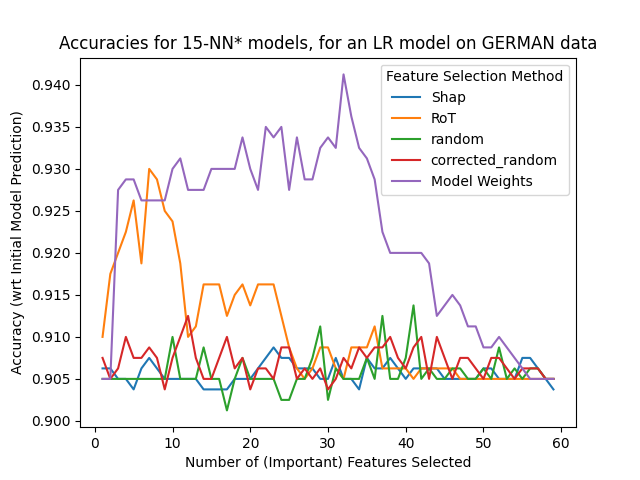 Accuracies for 15-NN* models, for an LR model on GERMAN data
Accuracy (wrt Initial Model Prediction)
0.940
0.935
0.930
0.925
0.920
0.915
0.910
0.905
0.900
Feature Selection Method
Shap
RoT
random
corrected_random
Model Weights
0 10 20 30 40 50 60
Number of (Important) Features Selected